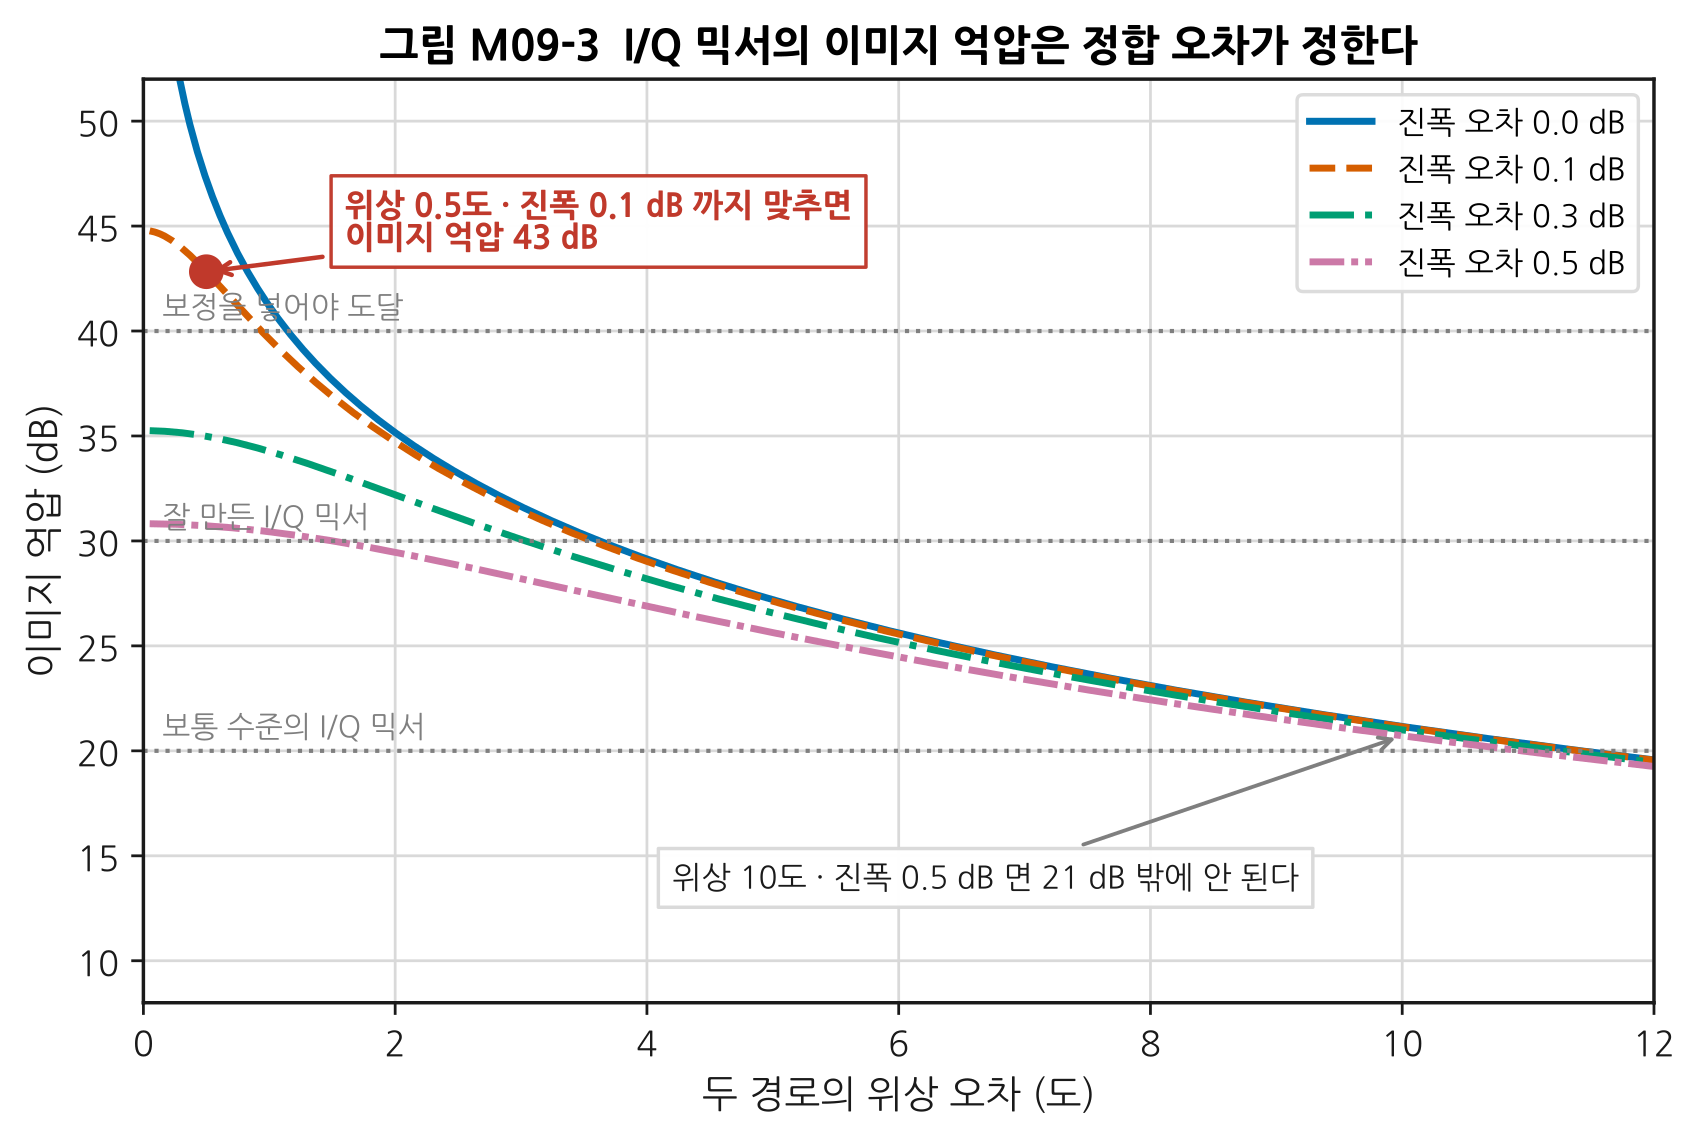 그림 M09-3 I/Q 믹서의 이미지 억압은 정합 오차가 정한다
진폭 오차 0.0 dB
진폭 오차 0.1 dB
진폭 오차 0.3 dB
진폭 오차 0.5 dB
위상 0.5도 · 진폭 0.1 dB 까지 맞추면
이미지 억압 43 dB
보정을 넣어야 도달
잘 만든 I/Q 믹서
보통 수준의 I/Q 믹서
위상 10도 · 진폭 0.5 dB 면 21 dB 밖에 안 된다
이미지 억압 (dB)
50
45
40
35
30
25
20
15
10
0 2 4 6 8 10 12
두 경로의 위상 오차 (도)